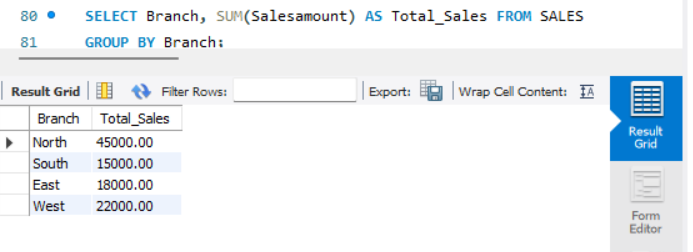 80 SELECT Branch, SUM(Salesamount) AS Total_Sales FROM SALES
81 GROUP BY Branch;
Result Grid Filter Rows: Export: Wrap Cell Content: IA
Branch Total_Sales
North 45000.00
South 15000.00
East 18000.00
West 22000.00
Result
Grid
Form
Editor